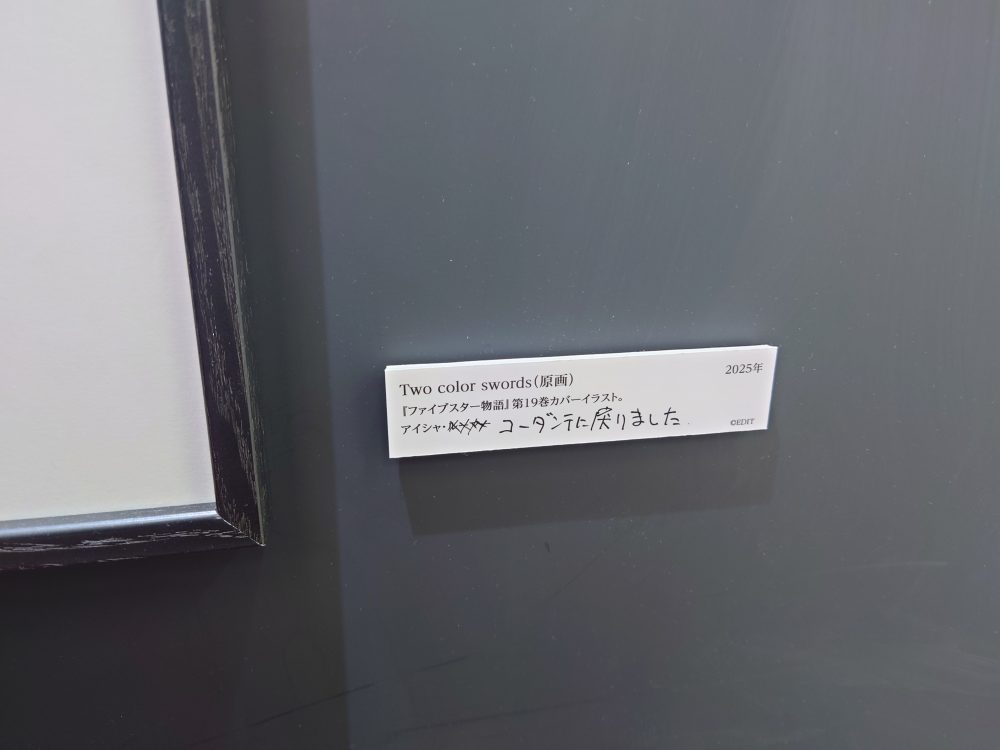 Two color swords(原画)
2025年
『ファイブスター物語』第19巻カバーイラスト。
アイシャ・ コーダンテに戻りました
©EDIT